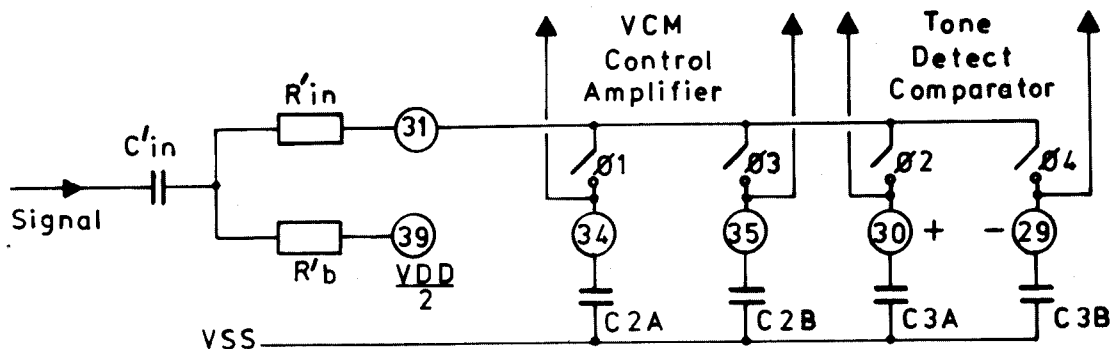 VCM
Control
Amplifier
Tone
Detect
Comparator
R'in
31
C'in
Signal
Ø1
Ø3
Ø2
Ø4
R'b
39
VDD
2
34
35
30 +
- 29
C2A
C2B
C3A
C3B
VSS